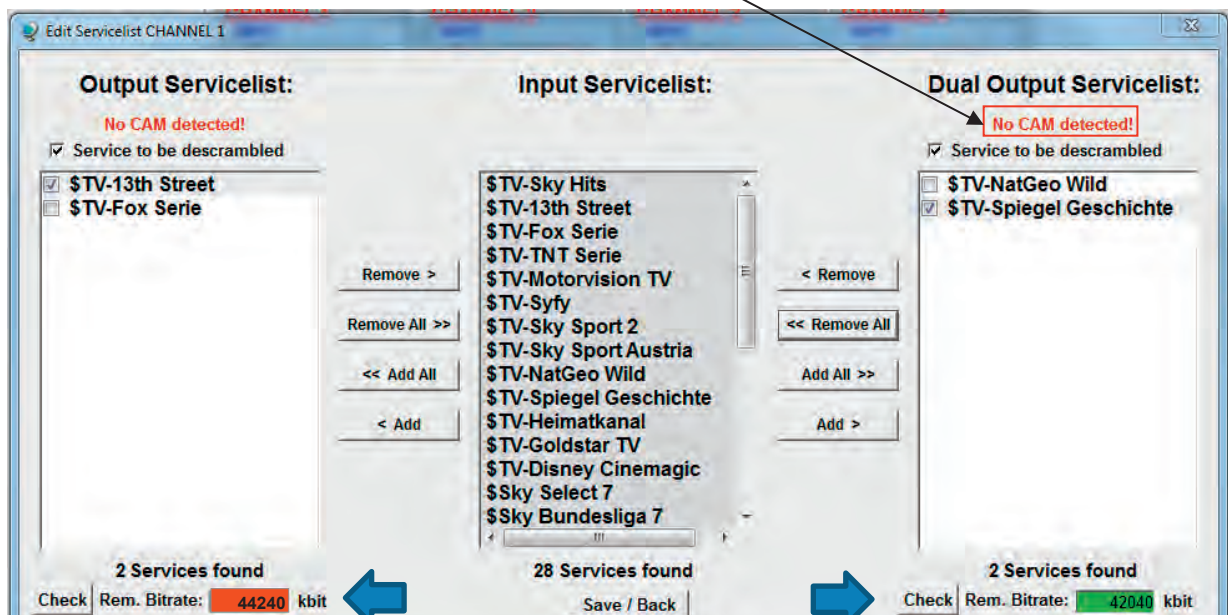 Edit Servicelist CHANNEL 1
Output Servicelist:
No CAM detected!
Service to be descrambled
$TV-13th Street
$TV-Fox Serie
2 Services found
Check Rem. Bitrate: 44240 kbit
Remove >
Remove All >>
<< Add All
< Add
Input Servicelist:
$TV-Sky Hits
$TV-13th Street
$TV-Fox Serie
$TV-TNT Serie
$TV-Motorvision TV
$TV-Syfy
$TV-Sky Sport 2
$TV-Sky Sport Austria
$TV-NatGeo Wild
$TV-Spiegel Geschichte
$TV-Heimatkanal
$TV-Goldstar TV
$TV-Disney Cinemagic
$Sky Select 7
$Sky Bundesliga 7
28 Services found
Save / Back
< Remove
<< Remove All
Add All >>
Add >
Dual Output Servicelist:
No CAM detected!
Service to be descrambled
$TV-NatGeo Wild
$TV-Spiegel Geschichte
2 Services found
Check Rem. Bitrate: 42040 kbit